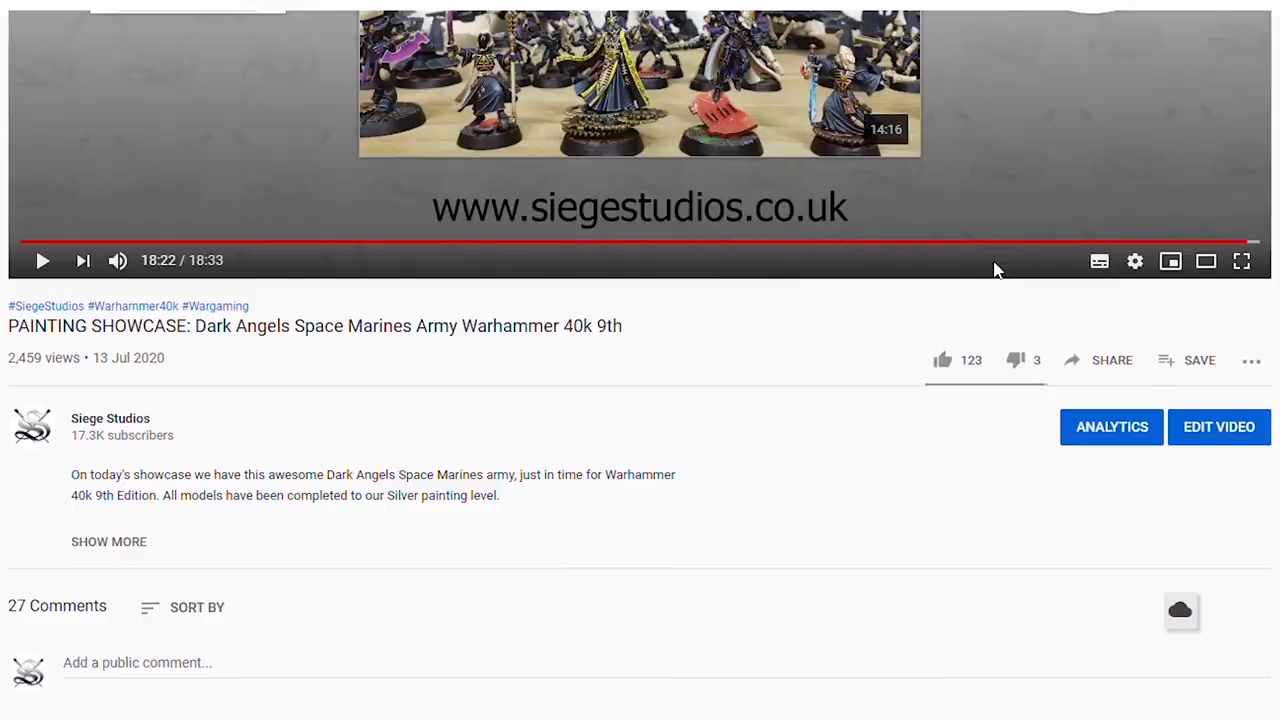 14:16
www.siegestudios.co.uk
18:22 / 18:33
#SiegeStudios #Warhammer40k #Wargaming
PAINTING SHOWCASE: Dark Angels Space Marines Army Warhammer 40k 9th
2,459 views • 13 Jul 2020
123 3 SHARE SAVE
Siege Studios
17.3K subscribers
ANALYTICS EDIT VIDEO
On today's showcase we have this awesome Dark Angels Space Marines army, just in time for Warhammer
40k 9th Edition. All models have been completed to our Silver painting level.
SHOW MORE
27 Comments SORT BY
Add a public comment...